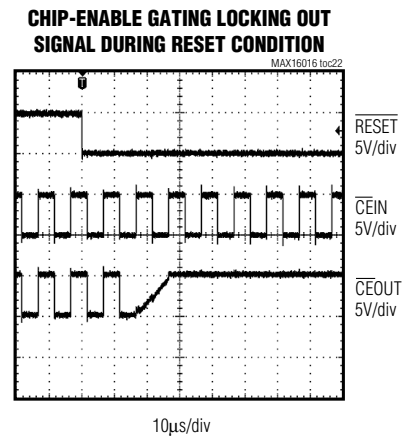 CHIP-ENABLE GATING LOCKING OUT
SIGNAL DURING RESET CONDITION
MAX16016 toc22
T
RESET
5V/div
CEIN
5V/div
CEOUT
5V/div
10µs/div